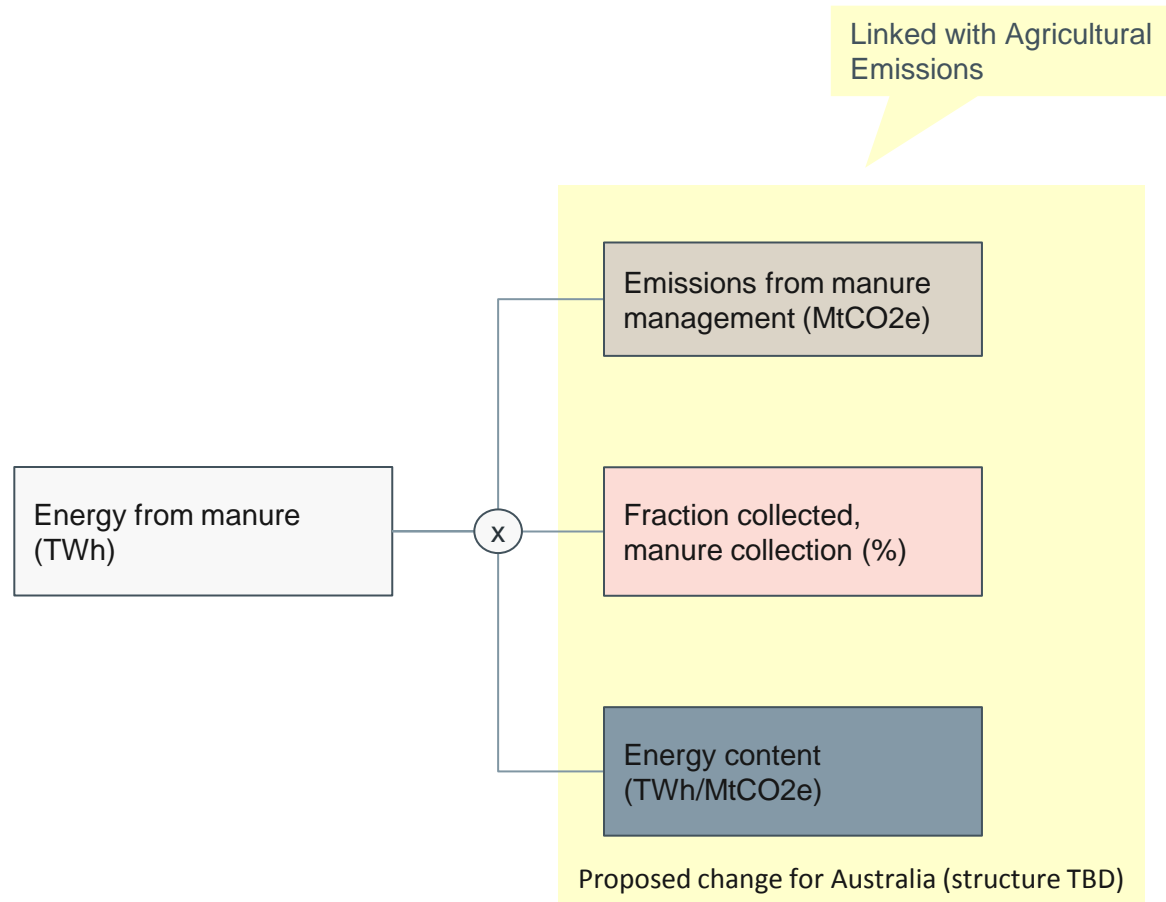 Linked with Agricultural
Emissions
Emissions from manure
management (MtCO2e)
Energy from manure
(TWh)
x
Fraction collected,
manure collection (%)
Energy content
(TWh/MtCO2e)
Proposed change for Australia (structure TBD)